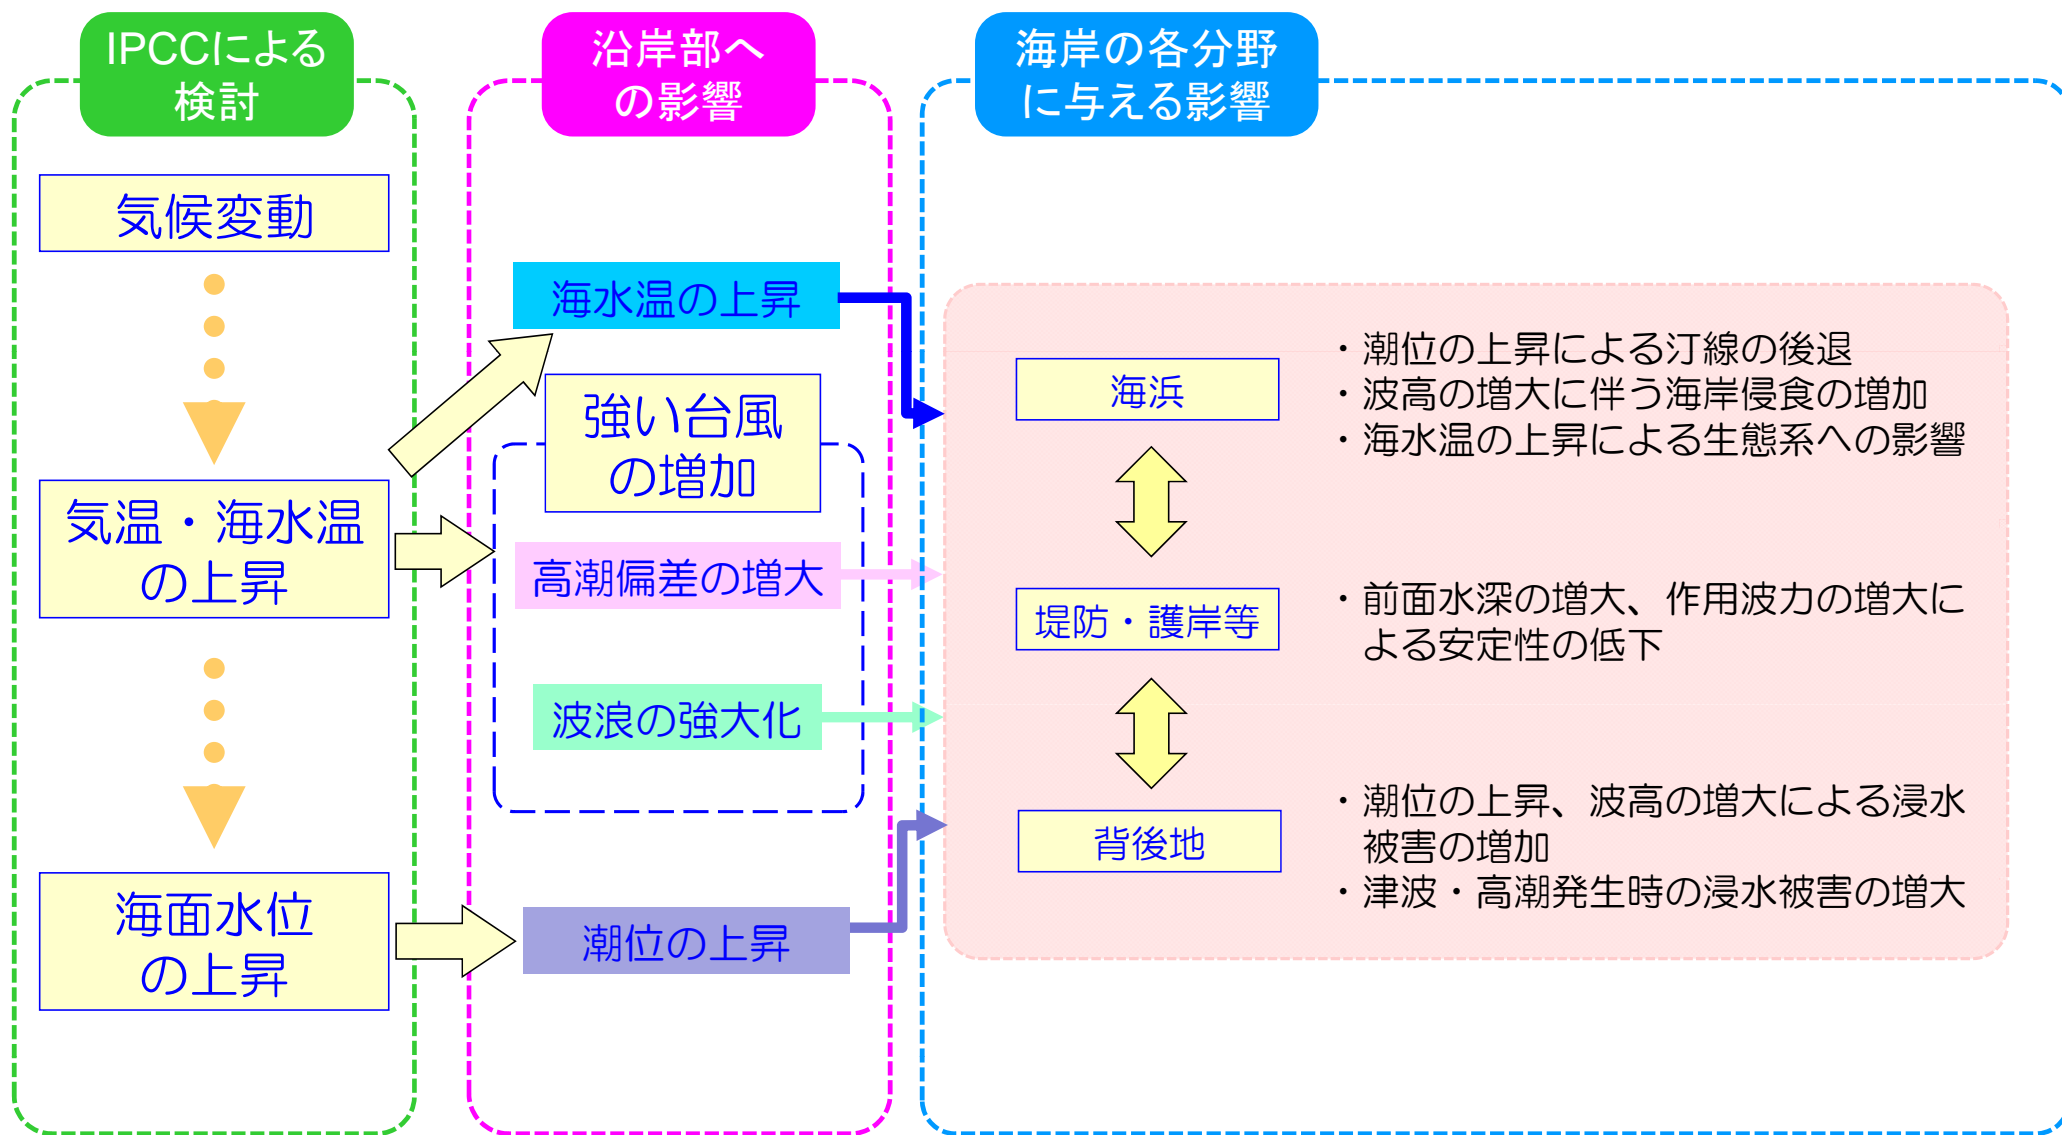 IPCCによる
検討
気候変動
気温・海水温
の上昇
海面水位
の上昇
沿岸部へ
の影響
海水温の上昇
強い台風
の増加
高潮偏差の増大
波浪の強大化
潮位の上昇
海岸の各分野
に与える影響
海浜
・潮位の上昇による汀線の後退
・波高の増大に伴う海岸侵食の増加
・海水温の上昇による生態系への影響
堤防・護岸等
・前面水深の増大、作用波力の増大に
よる安定性の低下
背後地
・潮位の上昇、波高の増大による浸水
被害の増加
・津波・高潮発生時の浸水被害の増大